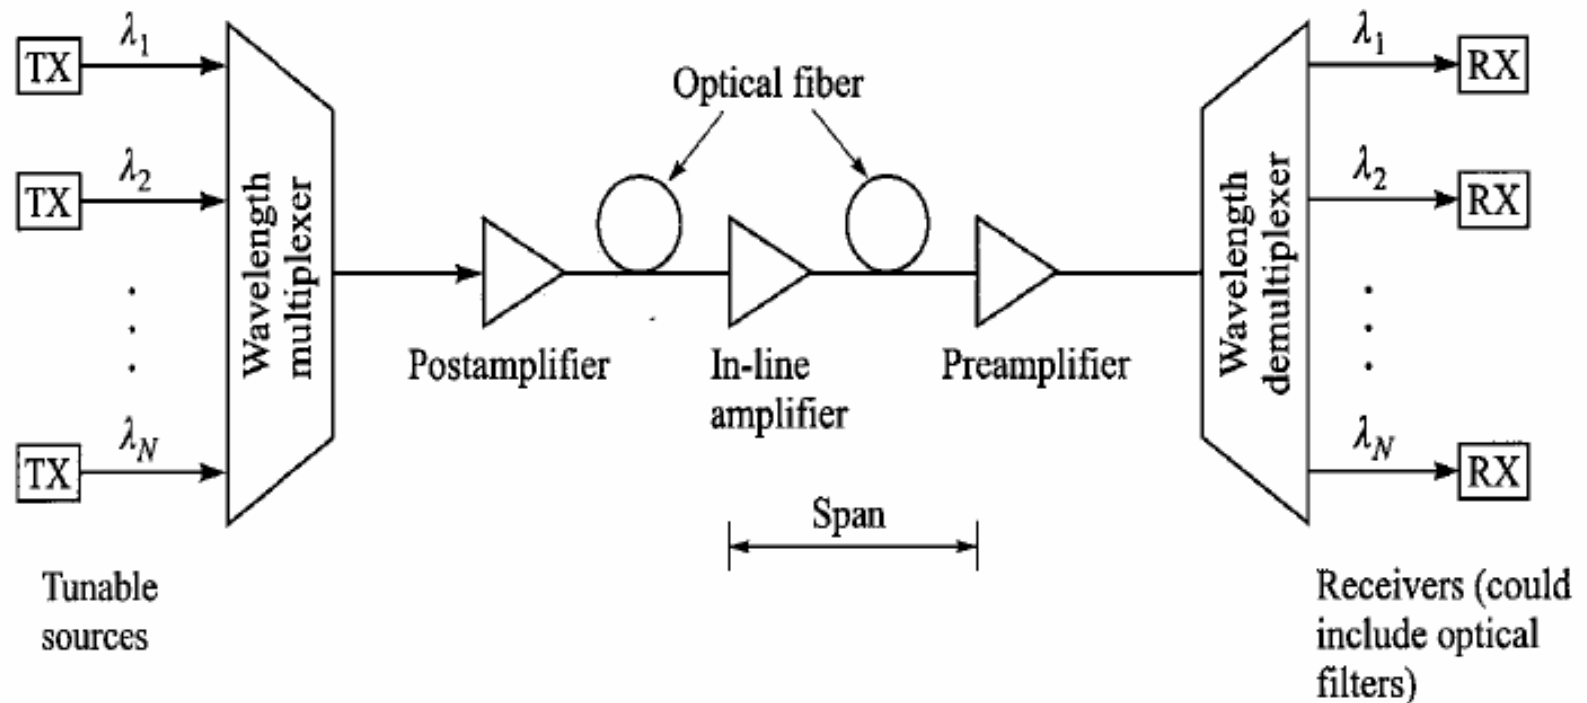 TX
λ1
TX
λ2
TX
λN
Tunable
sources
Wavelength
multiplexer
Optical fiber
Postamplifier
In-line
amplifier
Preamplifier
Span
Wavelength
demultiplexer
λ1
RX
λ2
RX
λN
RX
Receivers (could
include optical
filters)